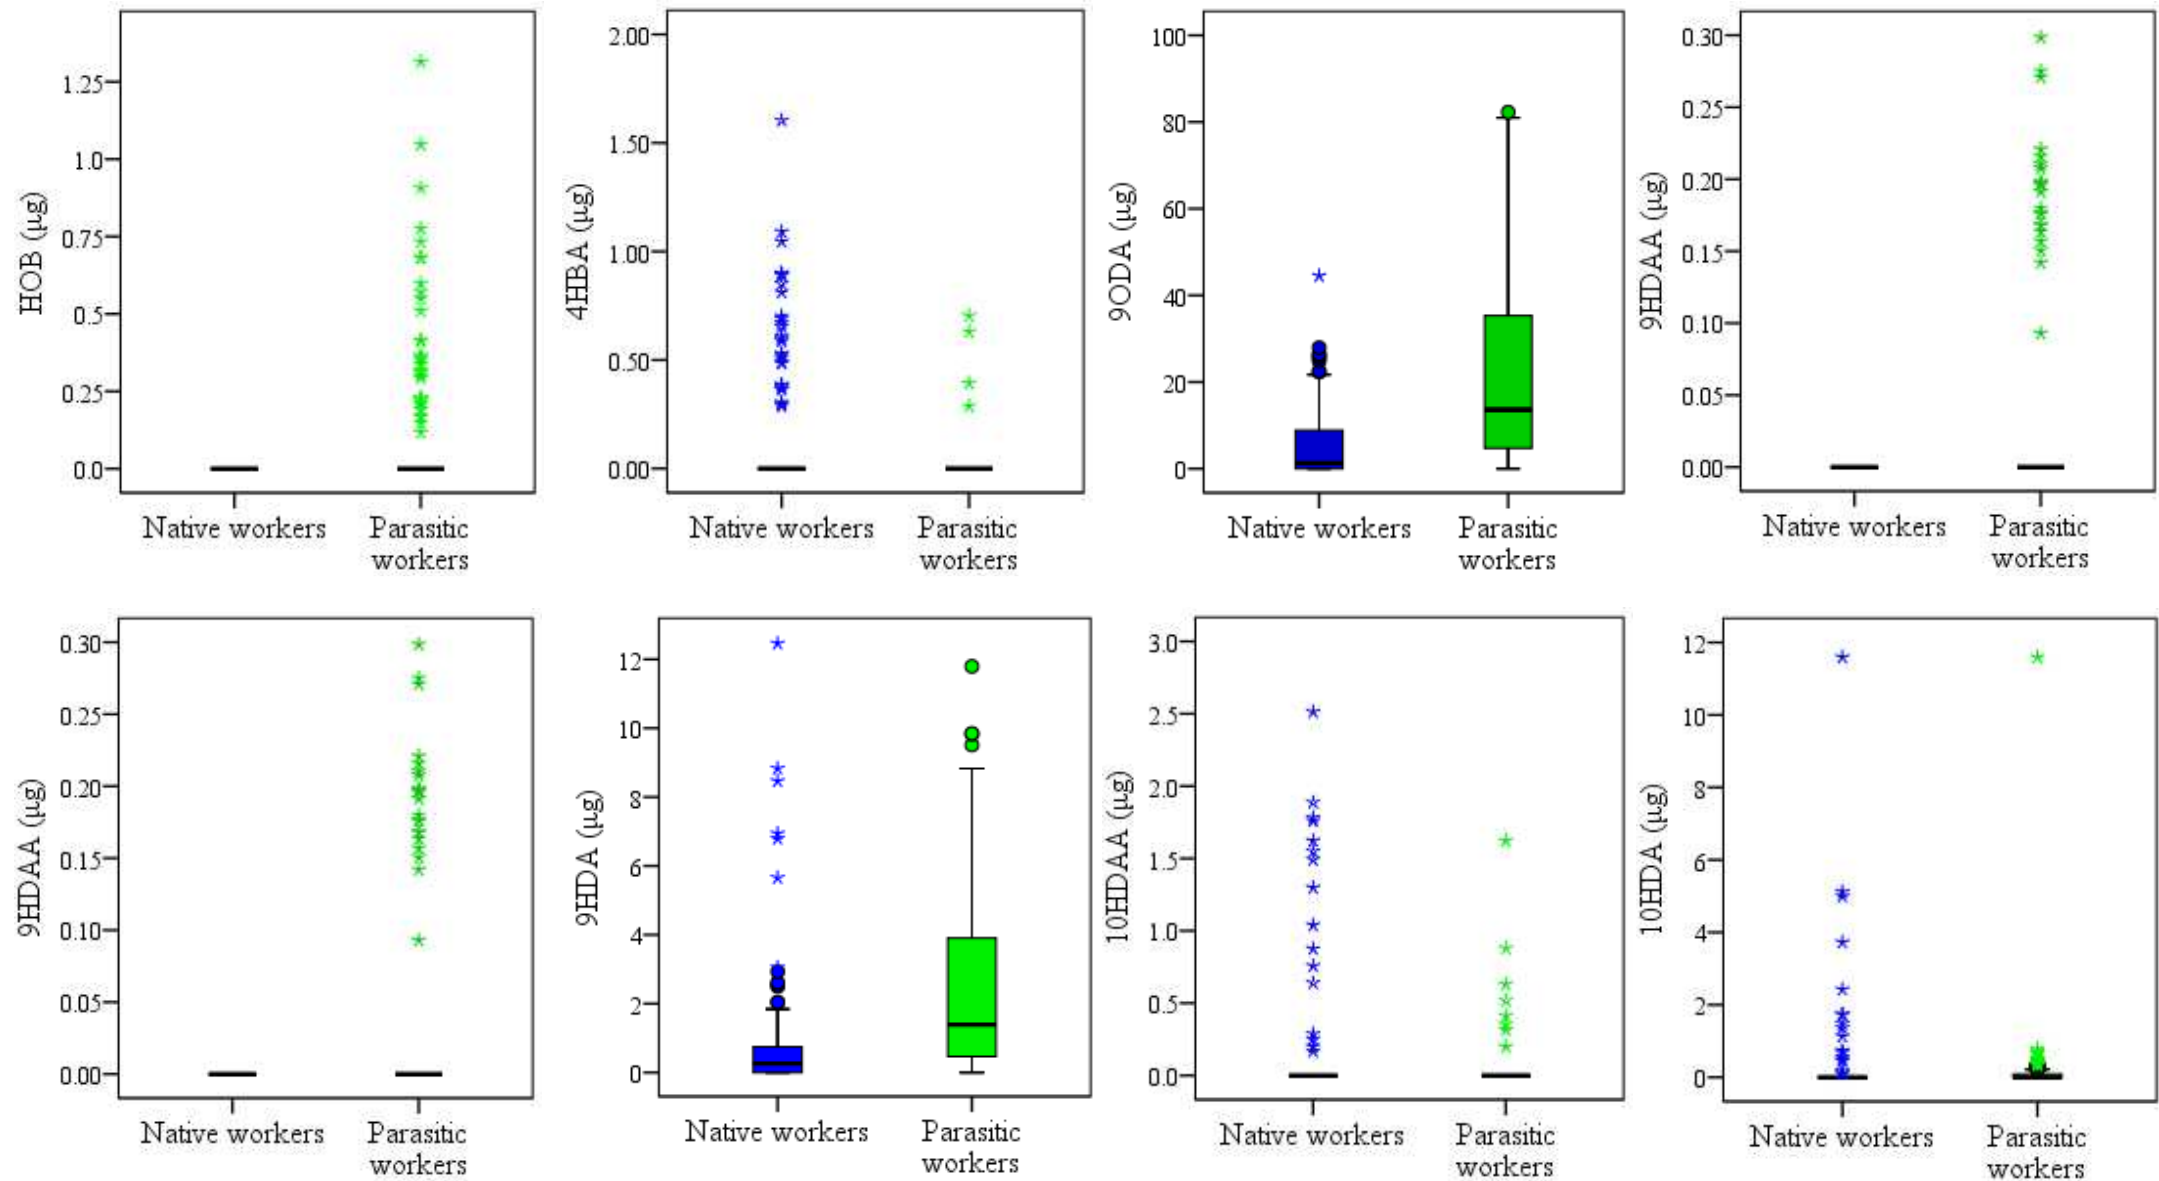 HOB (µg)
1.25
1.0
0.75
0.5
0.25
0.0
Native workers
Parasitic
workers
4HBA (µg)
2.00
1.50
1.00
0.50
0.00
Native workers
Parasitic
workers
9ODA (µg)
100
80
60
40
20
0
Native workers
Parasitic
workers
9HDAA (µg)
0.30
0.25
0.20
0.15
0.10
0.05
0.00
Native workers
Parasitic
workers
9HDAA (µg)
0.30
0.25
0.20
0.15
0.10
0.05
0.00
Native workers
Parasitic
workers
9HDA (µg)
12
10
8
6
4
2
0
Native workers
Parasitic
workers
10HDAA (µg)
3.0
2.5
2.0
1.5
1.0
0.5
0.0
Native workers
Parasitic
workers
10HDA (µg)
12
10
8
6
4
2
0
Native workers
Parasitic
workers